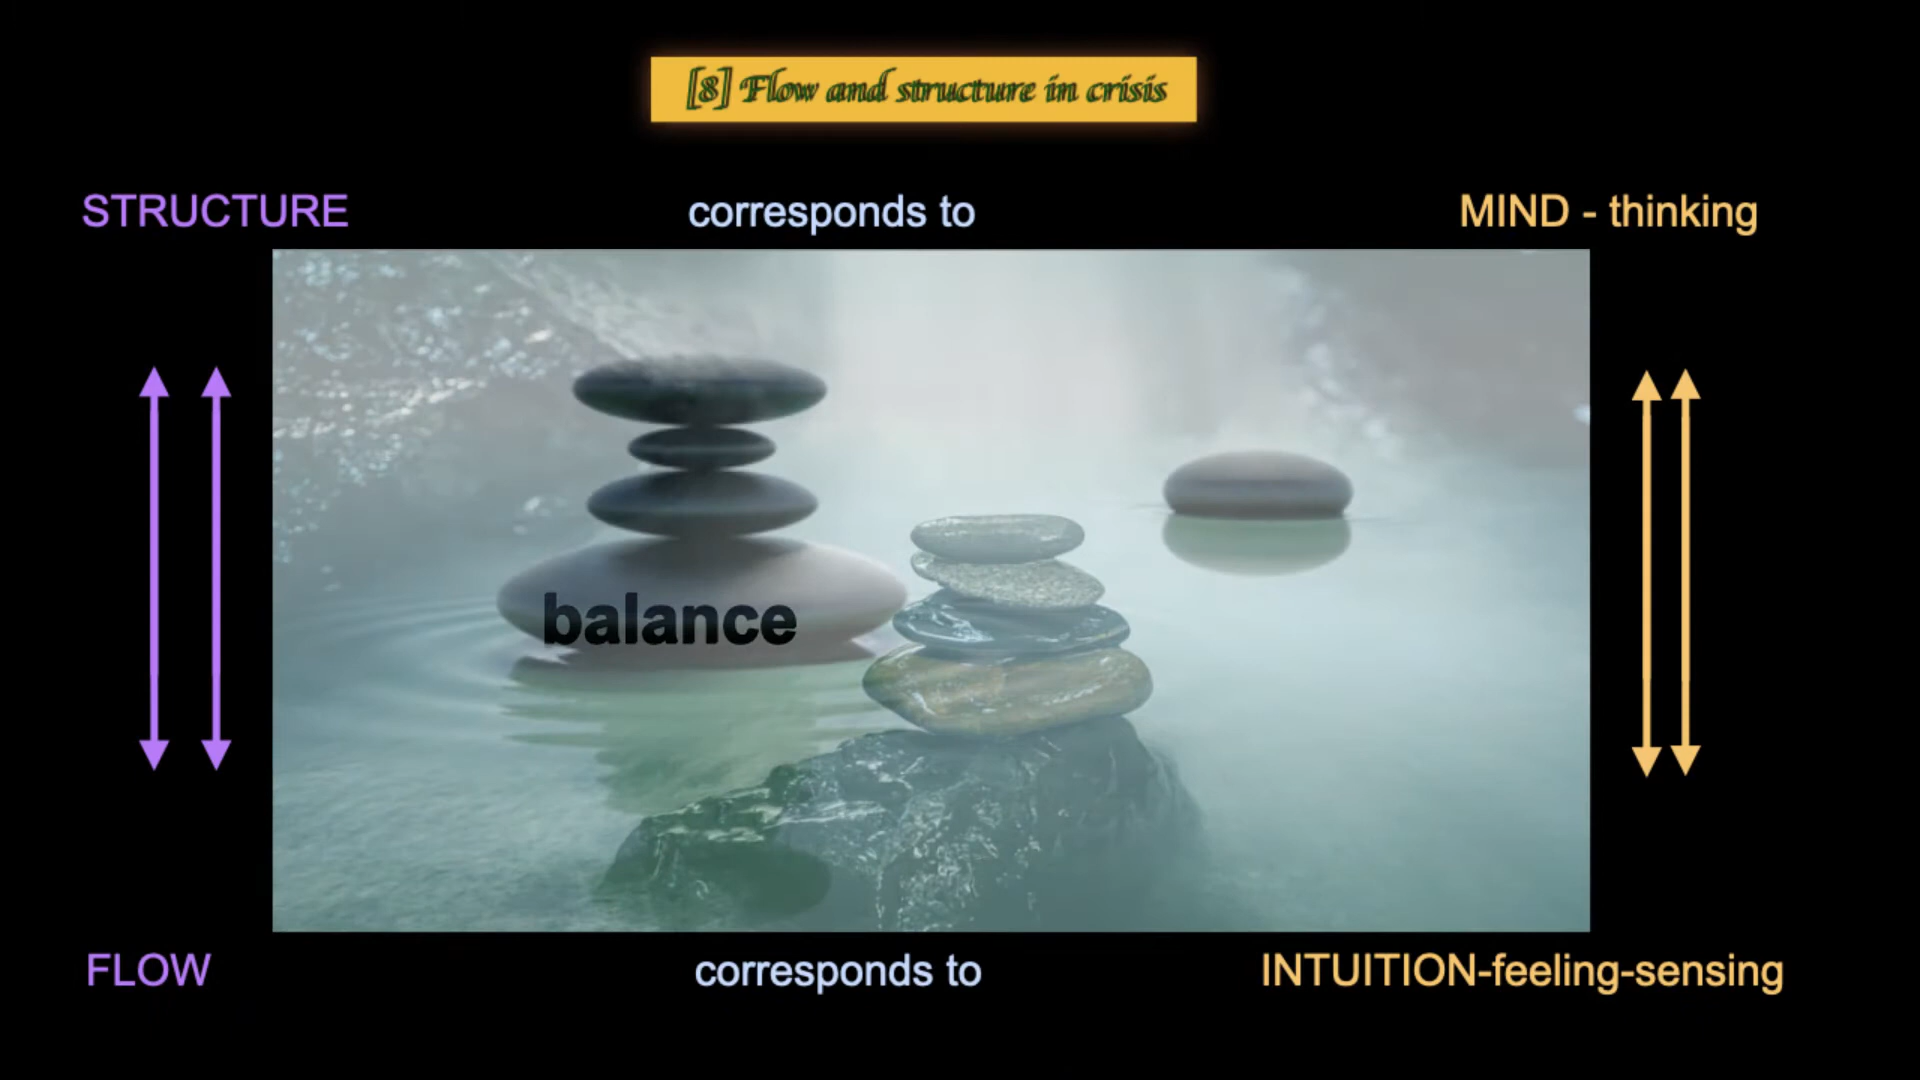 [8] Flow and structure in crisis
STRUCTURE corresponds to MIND - thinking
balance
FLOW corresponds to INTUITION-feeling-sensing